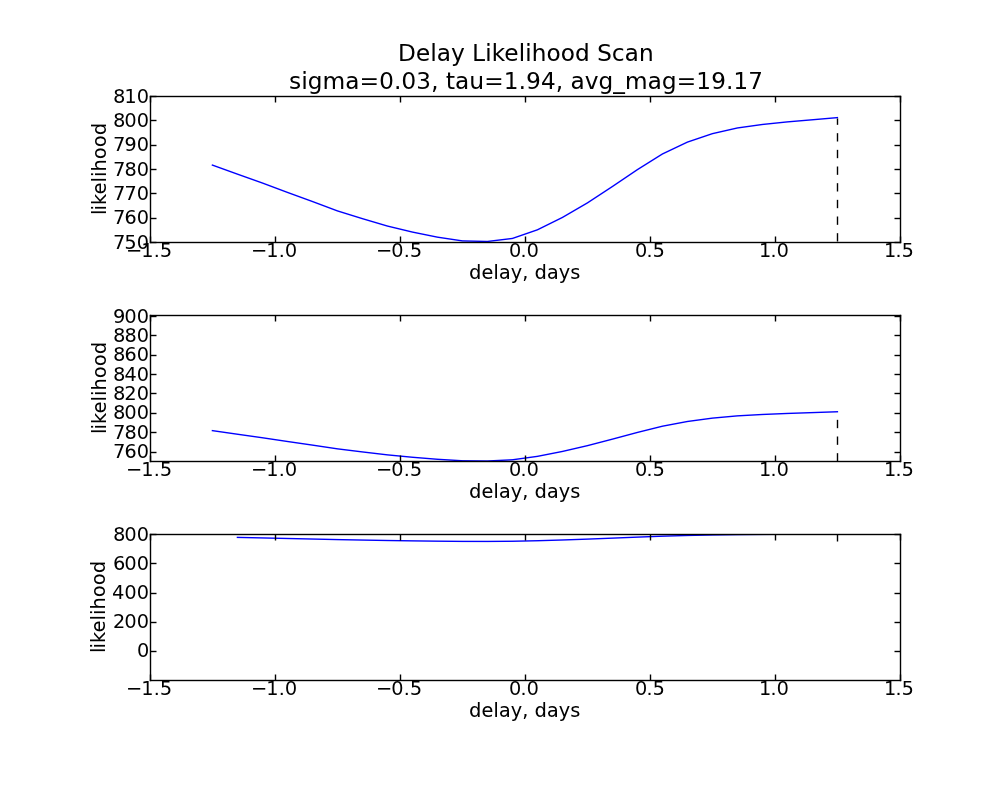 Delay Likelihood Scan
sigma=0.03, tau=1.94, avg_mag=19.17
810
800
790
780
770
760
750
likelihood
−1.5 −1.0 −0.5 0.0 0.5 1.0 1.5
delay, days
900
880
860
840
820
800
780
760
likelihood
−1.5 −1.0 −0.5 0.0 0.5 1.0 1.5
delay, days
800
600
400
200
0
likelihood
−1.5 −1.0 −0.5 0.0 0.5 1.0 1.5
delay, days